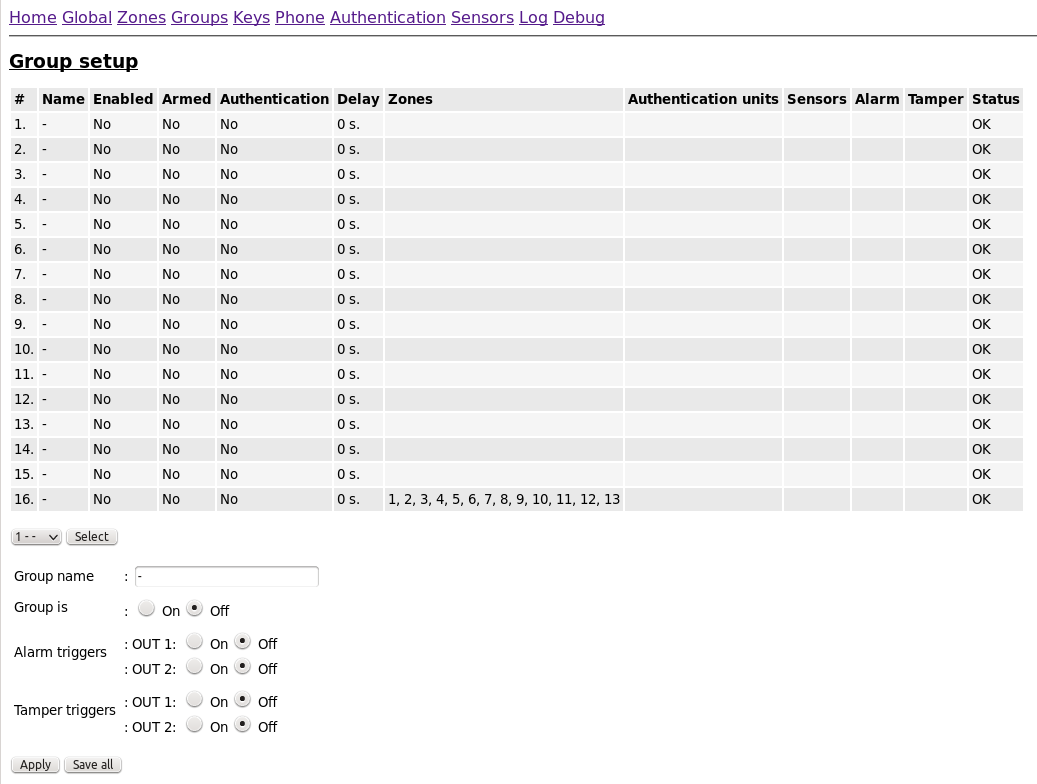 Home Global Zones Groups Keys Phone Authentication Sensors Log Debug
Group setup
# Name Enabled Armed Authentication Delay Zones Authentication units Sensors Alarm Tamper Status
1. - No No No 0 s. OK
2. - No No No 0 s. OK
3. - No No No 0 s. OK
4. - No No No 0 s. OK
5. - No No No 0 s. OK
6. - No No No 0 s. OK
7. - No No No 0 s. OK
8. - No No No 0 s. OK
9. - No No No 0 s. OK
10. - No No No 0 s. OK
11. - No No No 0 s. OK
12. - No No No 0 s. OK
13. - No No No 0 s. OK
14. - No No No 0 s. OK
15. - No No No 0 s. OK
16. - No No No 0 s. 1, 2, 3, 4, 5, 6, 7, 8, 9, 10, 11, 12, 13 OK
1 - - Select
Group name : -
Group is : On Off
Alarm triggers : OUT 1: On Off
: OUT 2: On Off
Tamper triggers : OUT 1: On Off
: OUT 2: On Off
Apply Save all